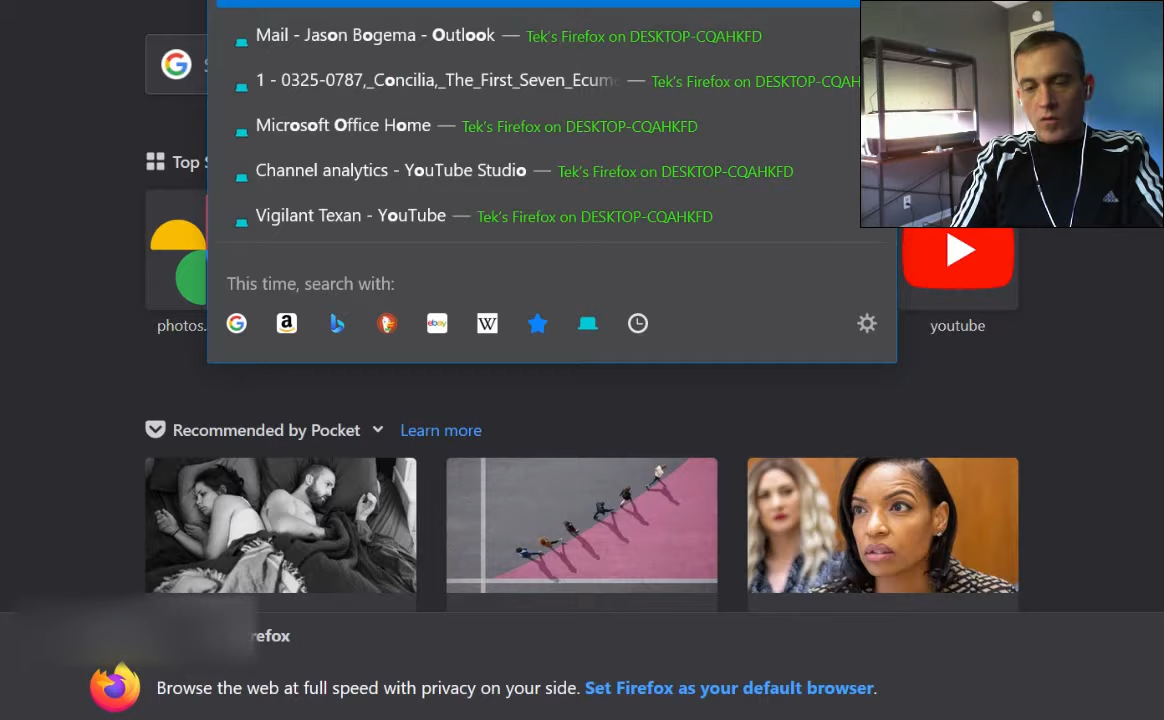 Mail - Jason Bogema - Outlook — Tek's Firefox on DESKTOP-CQAHKFD
1 - 0325-0787,_Concilia,_The_First_Seven_Ecume — Tek's Firefox on DESKTOP-CQAH
Microsoft Office Home — Tek's Firefox on DESKTOP-CQAHKFD
Channel analytics - YouTube Studio — Tek's Firefox on DESKTOP-CQAHKFD
Vigilant Texan - YouTube — Tek's Firefox on DESKTOP-CQAHKFD
Top S
This time, search with:
a
ebay
W
photos.
youtube
Recommended by Pocket
Learn more
refox
Browse the web at full speed with privacy on your side. Set Firefox as your default browser.